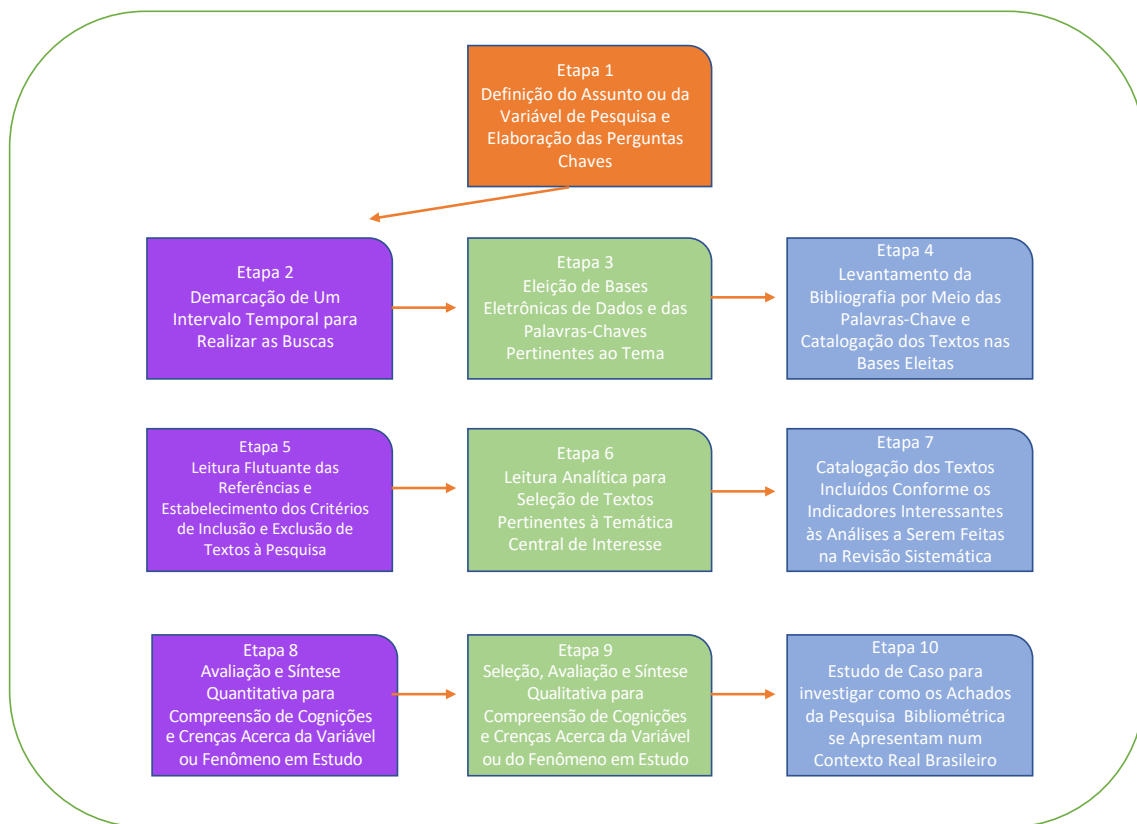 Etapa 1
Definição do Assunto ou da
Variável de Pesquisa e
Elaboração das Perguntas
Chaves
Etapa 2
Demarcação de Um
Intervalo Temporal para
Realizar as Buscas
Etapa 3
Eleição de Bases
Eletrônicas de Dados e das
Palavras-Chaves
Pertinentes ao Tema
Etapa 4
Levantamento da
Bibliografia por Meio das
Palavras-Chave e
Catalogação dos Textos nas
Bases Eleitas
Etapa 5
Leitura Flutuante das
Referências e
Estabelecimento dos Critérios
de Inclusão e Exclusão de
Textos à Pesquisa
Etapa 6
Leitura Analítica para
Seleção de Textos
Pertinentes à Temática
Central de Interesse
Etapa 7
Catalogação dos Textos
Incluídos Conforme os
Indicadores Interessantes
às Análises a Serem Feitas
na Revisão Sistemática
Etapa 8
Avaliação e Síntese
Quantitativa para
Compreensão de Cognições
e Crenças Acerca da Variável
ou Fenômeno em Estudo
Etapa 9
Seleção, Avaliação e Síntese
Qualitativa para
Compreensão de Cognições
e Crenças Acerca da Variável
ou do Fenômeno em Estudo
Etapa 10
Estudo de Caso para
investigar como os Achados
da Pesquisa Bibliométrica
se Apresentam num
Contexto Real Brasileiro